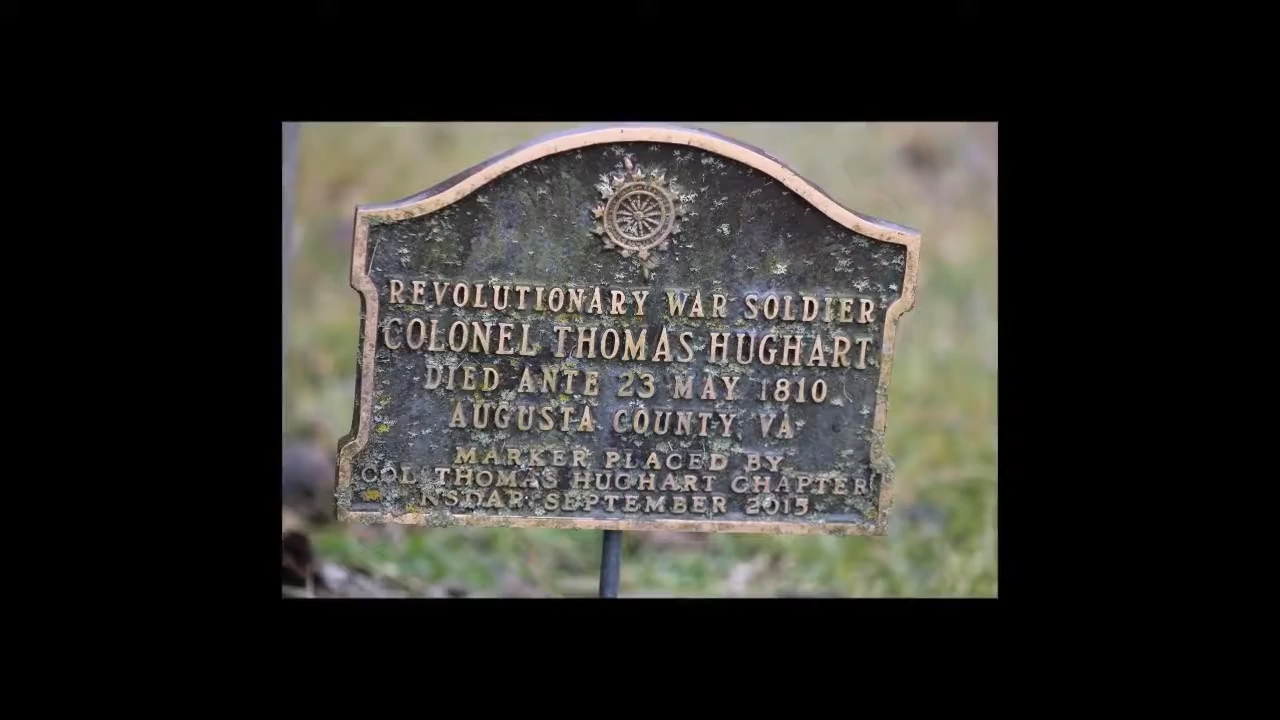 REVOLUTIONARY WAR SOLDIER
COLONEL THOMAS HUGHART
DIED ANTE 23 MAY 1810
AUGUSTA COUNTY, VA
MARKER PLACED BY
COL THOMAS HUGHART CHAPTER
NSDAR SEPTEMBER 2015